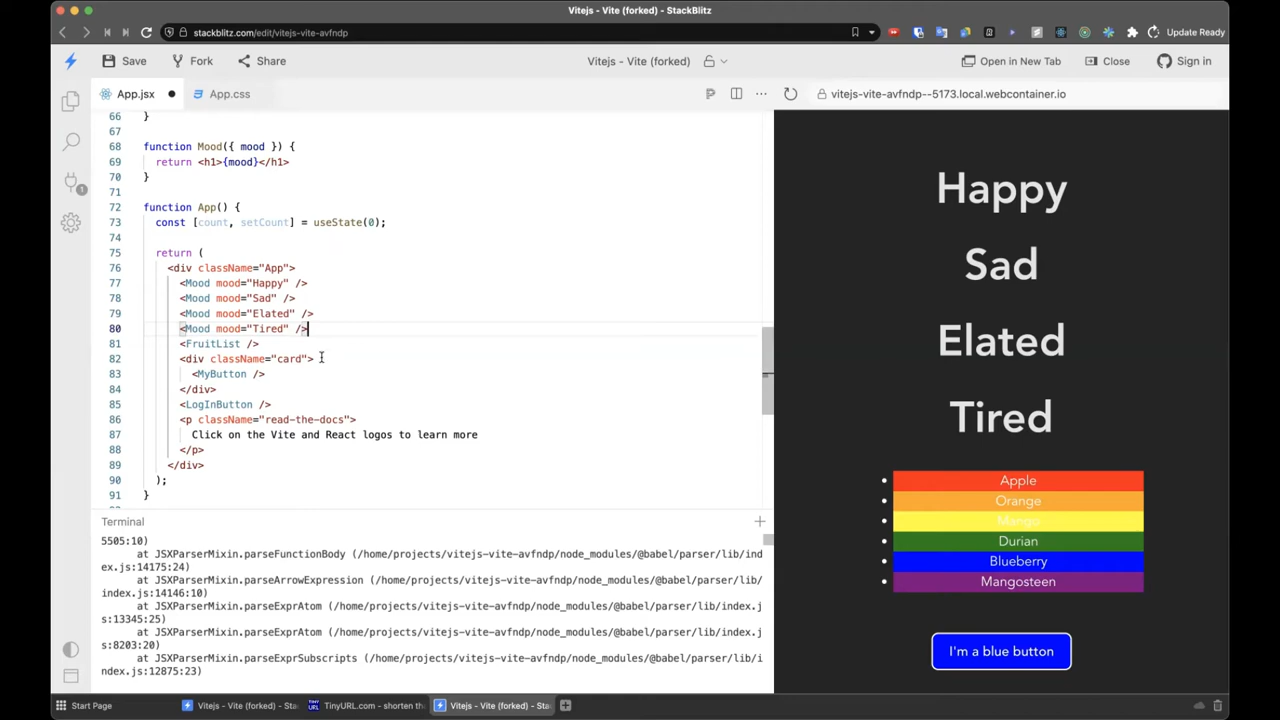 Vitejs - Vite (forked) - StackBlitz
stackblitz.com/edit/vitejs-vite-avfndp
Update Ready
Save
Fork
Share
Vitejs - Vite (forked)
Open in New Tab
Close
Sign in
App.jsx
App.css
vitejs-vite-avfndp--5173.local.webcontainer.io
1
66 }
67
68 function Mood({ mood }) {
69 return <h1>{mood}</h1>
70 }
71
72 function App() {
73 const [count, setCount] = useState(0);
74
75 return (
76 <div className="App">
77 <Mood mood="Happy" />
78 <Mood mood="Sad" />
79 <Mood mood="Elated" />
80 <Mood mood="Tired" />
81 <FruitList />
82 <div className="card">
83 <MyButton />
84 </div>
85 <LogInButton />
86 <p className="read-the-docs">
87 Click on the Vite and React logos to learn more
88 </p>
89 </div>
90 );
91 }
Terminal
5505:10)
at JSXParserMixin.parseFunctionBody (/home/projects/vitejs-vite-avfndp/node_modules/@babel/parser/lib/ind
ex.js:14175:24)
at JSXParserMixin.parseArrowExpression (/home/projects/vitejs-vite-avfndp/node_modules/@babel/parser/lib/
index.js:14146:10)
at JSXParserMixin.parseExprAtom (/home/projects/vitejs-vite-avfndp/node_modules/@babel/parser/lib/index.j
s:13345:25)
at JSXParserMixin.parseExprAtom (/home/projects/vitejs-vite-avfndp/node_modules/@babel/parser/lib/index.j
s:8203:20)
at JSXParserMixin.parseExprSubscripts (/home/projects/vitejs-vite-avfndp/node_modules/@babel/parser/lib/i
ndex.js:12875:23)
Happy
Sad
Elated
Tired
Apple
Orange
Mango
Durian
Blueberry
Mangosteen
I'm a blue button
Start Page
Vitejs - Vite (forked) - Sta
TinyURL.com - shorten th
Vitejs - Vite (forked) - Sta